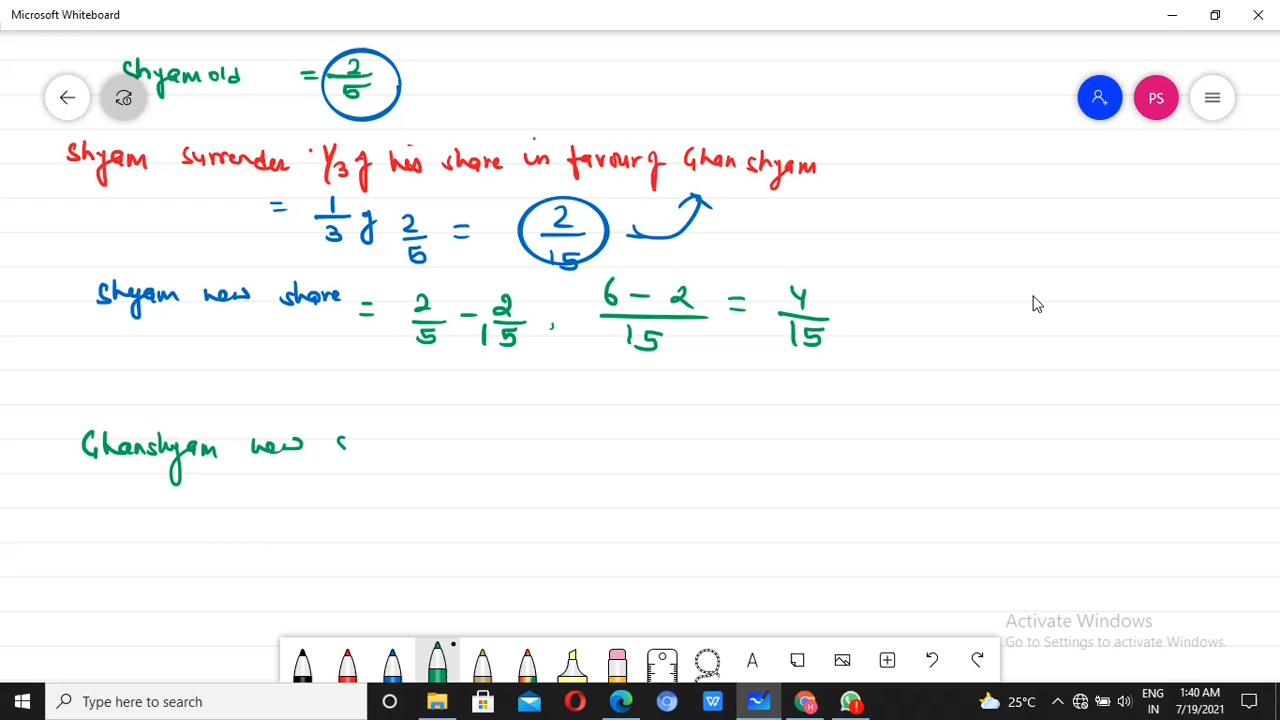 Microsoft Whiteboard
Shyam old = 2/5
PS
Shyam surrender 1/3 of his share in favour of Ghanshyam
= 1/3 of 2/5 = 2/15
Shyam new share = 2/5 - 2/15, 6 - 2/15 = 4/15
Ghanshyam new s
Activate Windows
Go to Settings to activate Windows.
A
Type here to search
W
25°C
ENG
IN
1:40 AM
7/19/2021